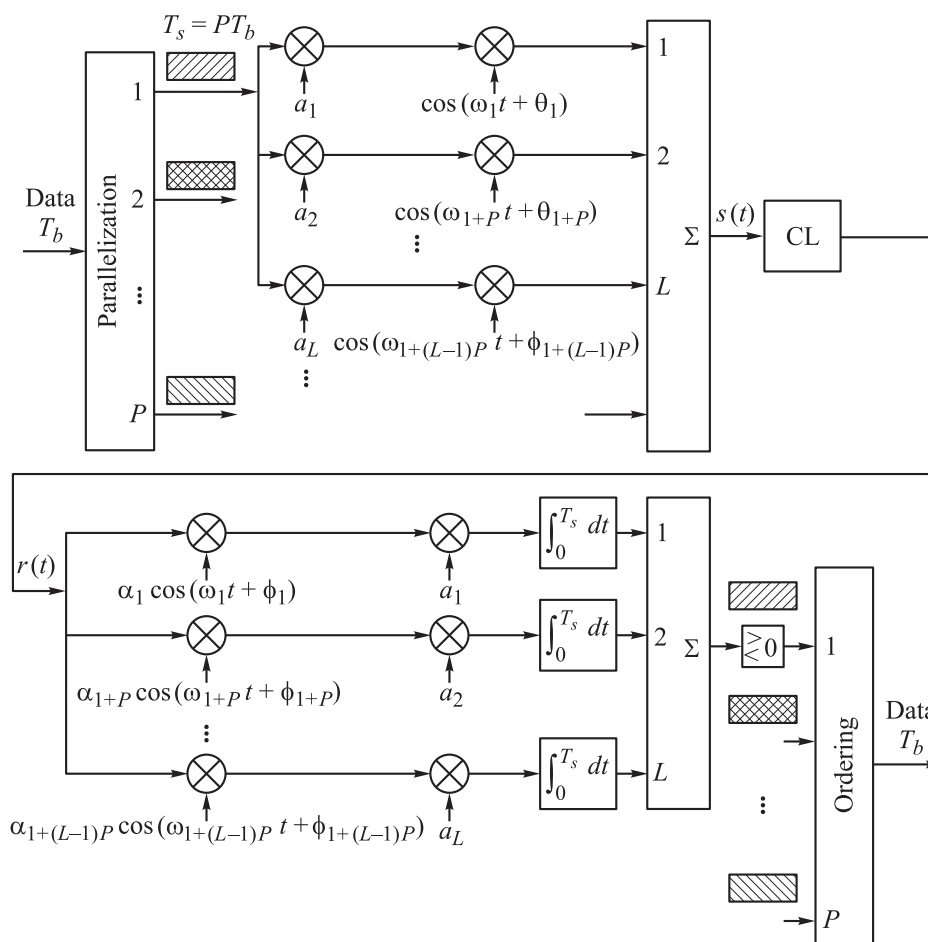 T_s = PT_b
Data
T_b
Parallelization
1
2
...
P
a_1
cos (ω_1 t + θ_1)
1
a_2
cos (ω_{1+P} t + θ_{1+P})
2
...
a_L
cos (ω_{1+(L–1)P} t + ϕ_{1+(L–1)P})
L
...
Σ
s(t)
CL
r(t)
α_1 cos (ω_1 t + ϕ_1)
a_1
∫_0^{T_s} dt
1
α_{1+P} cos (ω_{1+P} t + ϕ_{1+P})
a_2
∫_0^{T_s} dt
2
...
α_{1+(L–1)P} cos (ω_{1+(L–1)P} t + ϕ_{1+(L–1)P})
a_L
∫_0^{T_s} dt
L
Σ
≷ 0
1
...
P
Ordering
Data
T_b